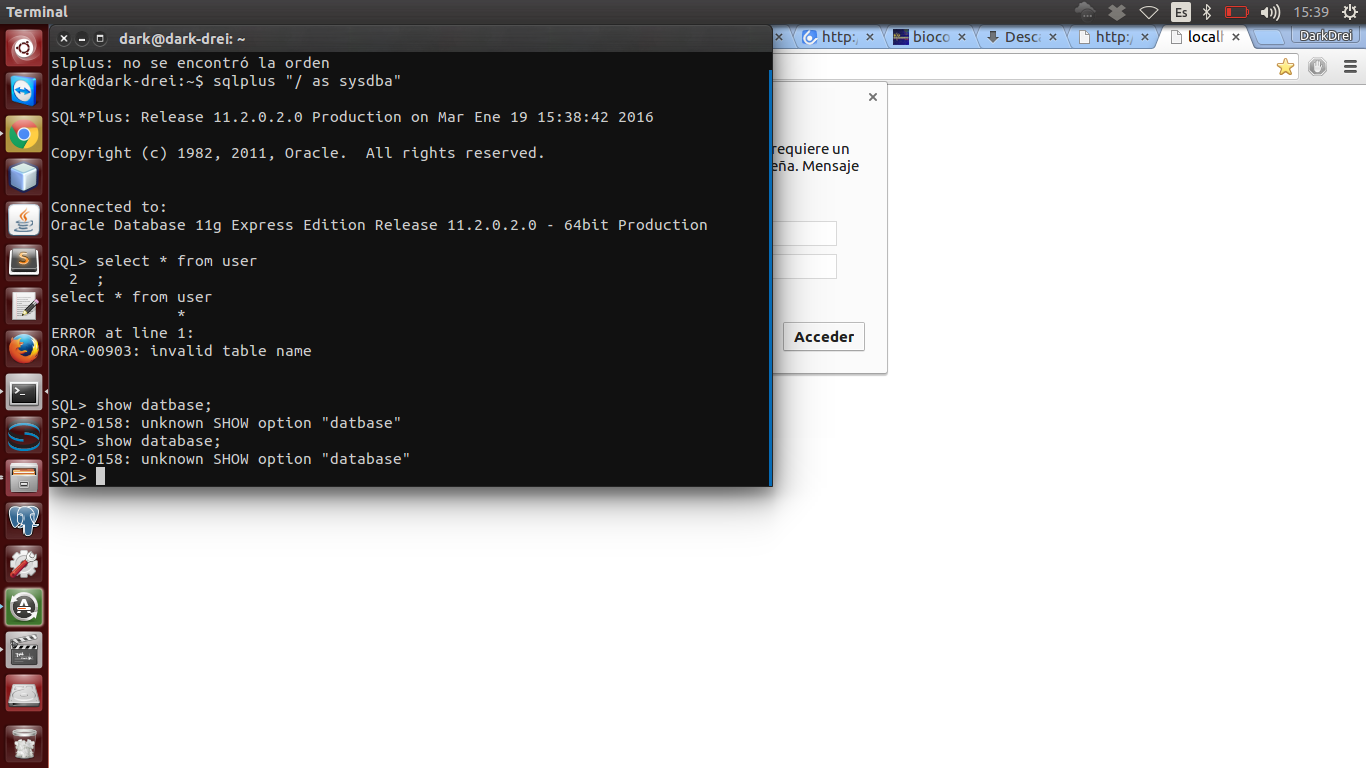 Terminal
Es
15:39
dark@dark-drei: ~
http:/
bioco
Desca
http:/
local
DarkDrei
slplus: no se encontró la orden
dark@dark-drei:~$ sqlplus "/ as sysdba"
SQL*Plus: Release 11.2.0.2.0 Production on Mar Ene 19 15:38:42 2016
Copyright (c) 1982, 2011, Oracle.  All rights reserved.
Connected to:
Oracle Database 11g Express Edition Release 11.2.0.2.0 - 64bit Production
SQL> select * from user
  2  ;
select * from user
              *
ERROR at line 1:
ORA-00903: invalid table name
SQL> show datbase;
SP2-0158: unknown SHOW option "datbase"
SQL> show database;
SP2-0158: unknown SHOW option "database"
SQL>
requiere un
eña. Mensaje
Acceder